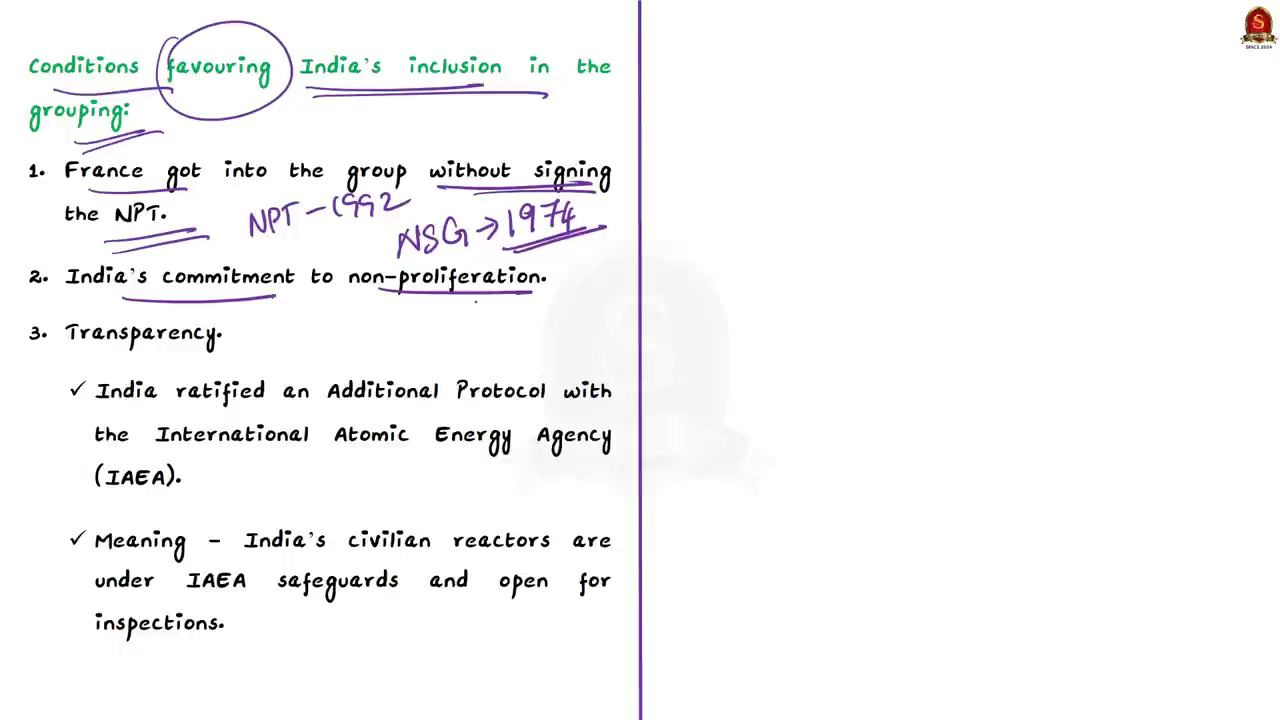 Conditions favouring India's inclusion in the
grouping:
1. France got into the group without signing
the NPT.
NPT - 1992
NSG → 1974
2. India's commitment to non-proliferation.
3. Transparency.
✓ India ratified an Additional Protocol with
the International Atomic Energy Agency
(IAEA).
✓ Meaning - India's civilian reactors are
under IAEA safeguards and open for
inspections.
S
SINCE 2004